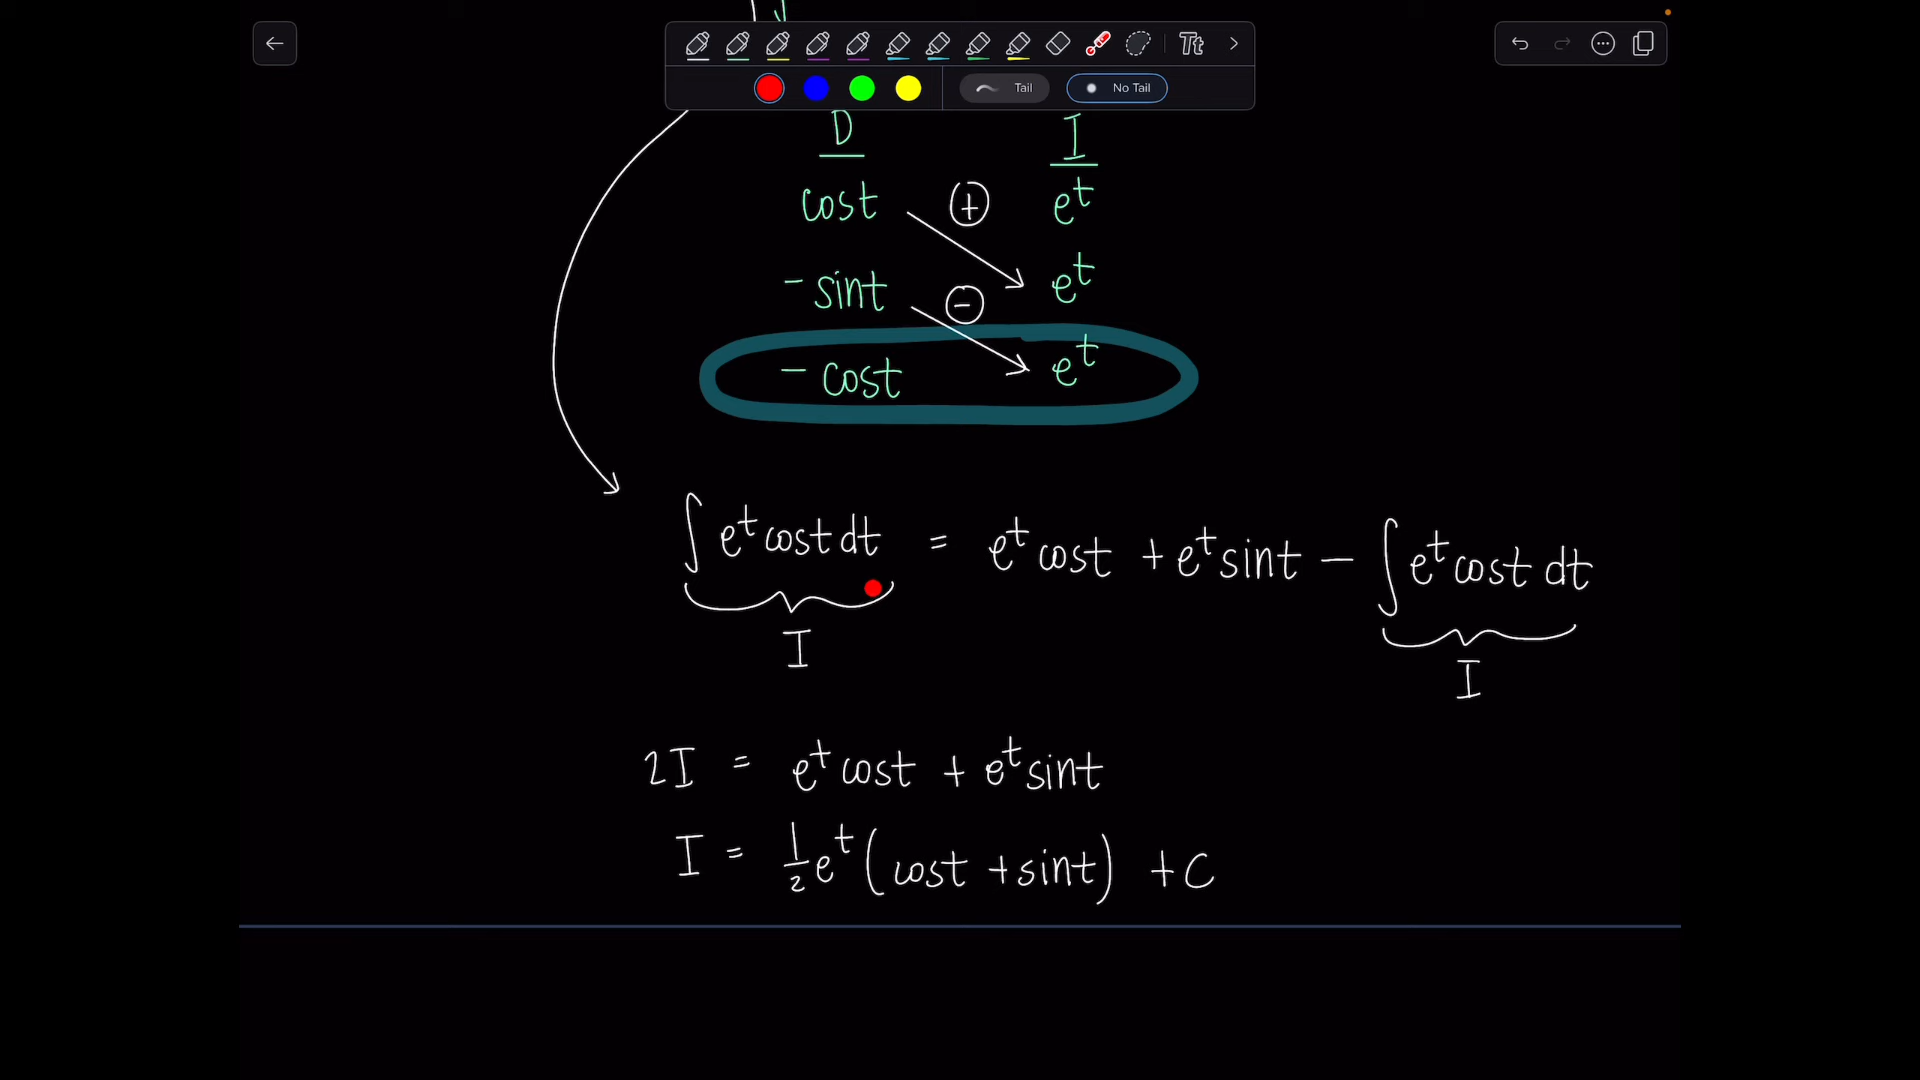 Tt
Tail No Tail
D I
cost + e^t
- sint - e^t
- cost e^t
∫ e^t cost dt = e^t cost + e^t sint - ∫ e^t cost dt
I I
2I = e^t cost + e^t sint
I = 1/2 e^t (cost + sint) + C